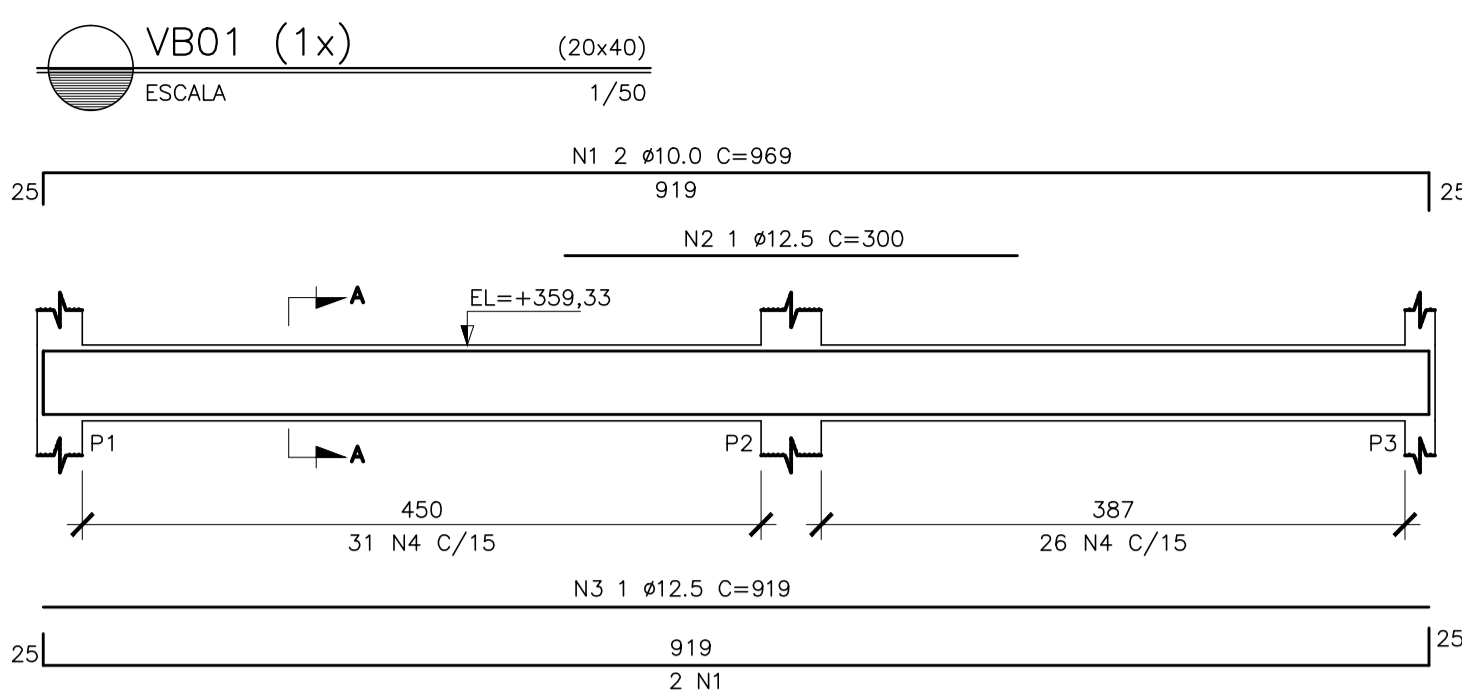 VB01 (1x) (20x40)
ESCALA 1/50
N1 2 ø10.0 C=969
25 919 25
N2 1 ø12.5 C=300
A
EL=+359,33
P1 A P2 P3
450 387
31 N4 C/15 26 N4 C/15
N3 1 ø12.5 C=919
25 919 25
2 N1